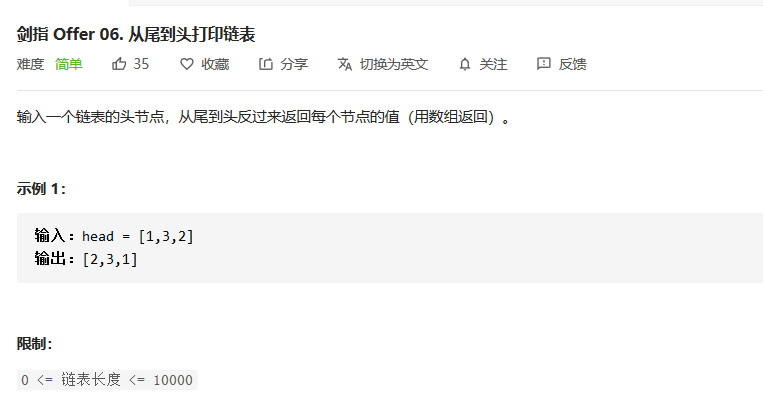 剑指 Offer 06. 从尾到头打印链表
难度 简单 35 收藏 分享 切换为英文 关注 反馈
输入一个链表的头节点，从尾到头反过来返回每个节点的值（用数组返回）。
示例 1：
输入：head = [1,3,2]
输出：[2,3,1]
限制：
0 <= 链表长度 <= 10000